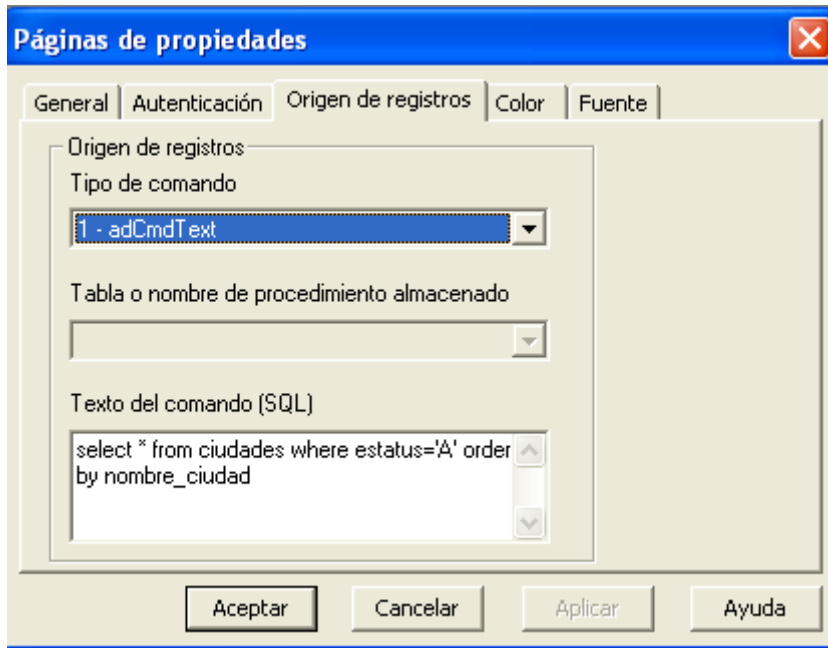 Páginas de propiedades
General Autenticación Origen de registros Color Fuente
Origen de registros
Tipo de comando
1 - adCmdText
Tabla o nombre de procedimiento almacenado
Texto del comando (SQL)
select * from ciudades where estatus='A' order
by nombre_ciudad
Aceptar Cancelar Aplicar Ayuda